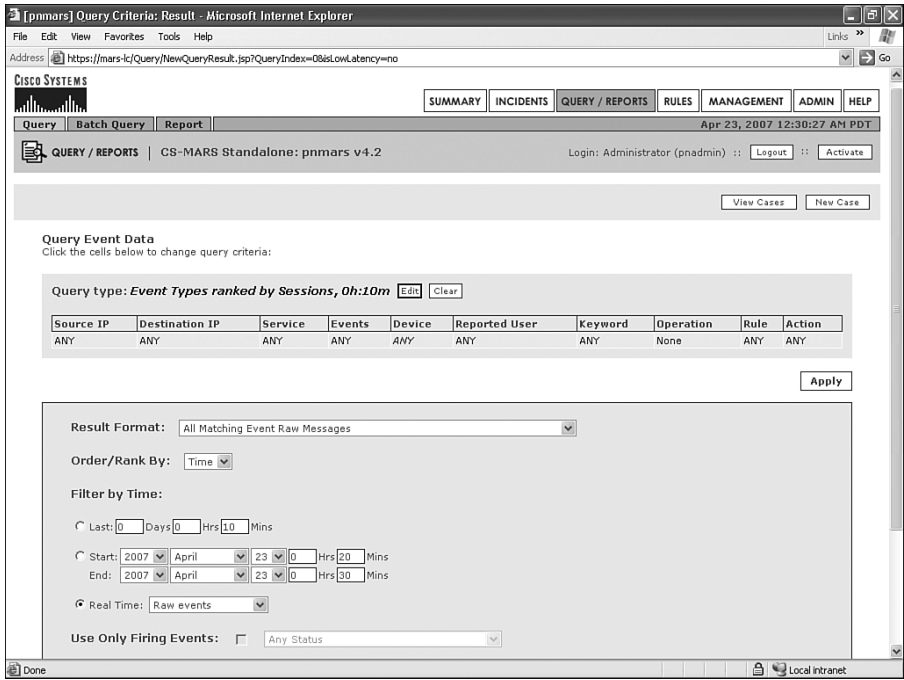 [pnmars] Query Criteria: Result - Microsoft Internet Explorer
File Edit View Favorites Tools Help Links »
Address https://mars-lc/Query/NewQueryResult.jsp?QueryIndex=0&isLowLatency=no Go
CISCO SYSTEMS
SUMMARY INCIDENTS QUERY / REPORTS RULES MANAGEMENT ADMIN HELP
Query Batch Query Report Apr 23, 2007 12:30:27 AM PDT
QUERY / REPORTS | CS-MARS Standalone: pnmars v4.2 Login: Administrator (pnadmin) :: Logout :: Activate
View Cases New Case
Query Event Data
Click the cells below to change query criteria:
Query type: Event Types ranked by Sessions, 0h:10m Edit Clear
Source IP Destination IP Service Events Device Reported User Keyword Operation Rule Action
ANY ANY ANY ANY ANY ANY ANY None ANY ANY
Apply
Result Format: All Matching Event Raw Messages
Order/Rank By: Time
Filter by Time:
Last: 0 Days 0 Hrs 10 Mins
Start: 2007 April 23 0 Hrs 20 Mins
End: 2007 April 23 0 Hrs 30 Mins
Real Time: Raw events
Use Only Firing Events: Any Status
Done Local intranet